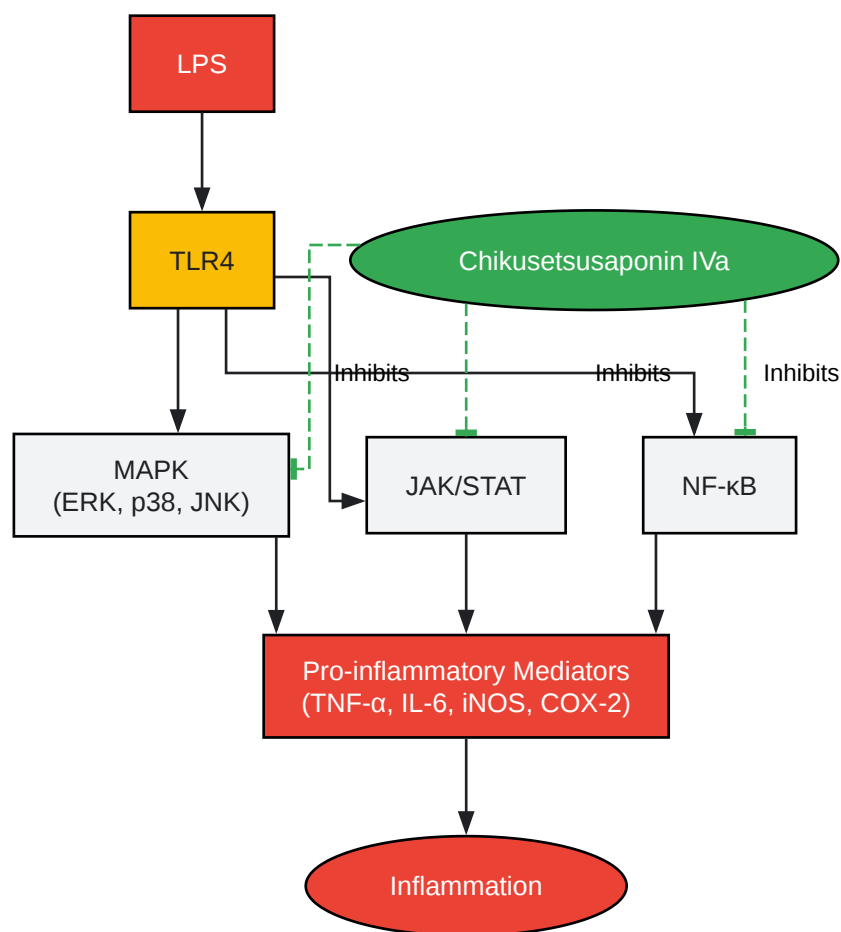 LPS
TLR4
Chikusetsusaponin IVa
Inhibits
Inhibits
Inhibits
MAPK
(ERK, p38, JNK)
JAK/STAT
NF-κB
Pro-inflammatory Mediators
(TNF-α, IL-6, iNOS, COX-2)
Inflammation